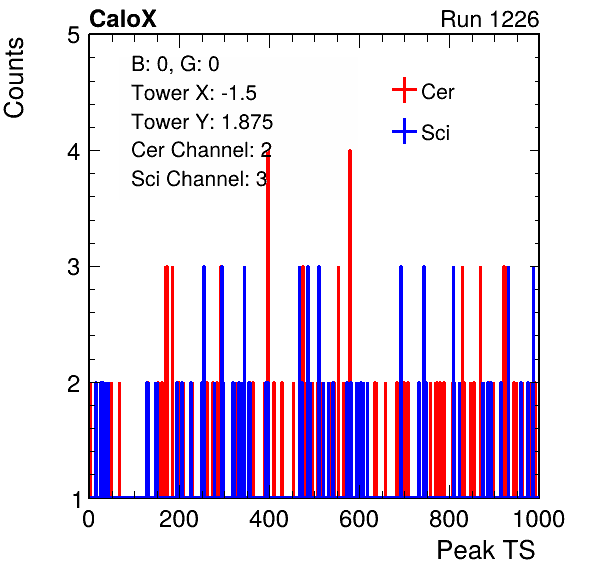 CaloX Run 1226
Counts
B: 0, G: 0
Tower X: -1.5
Tower Y: 1.875
Cer Channel: 2
Sci Channel: 3
Cer
Sci
5
4
3
2
1
0 200 400 600 800 1000
Peak TS